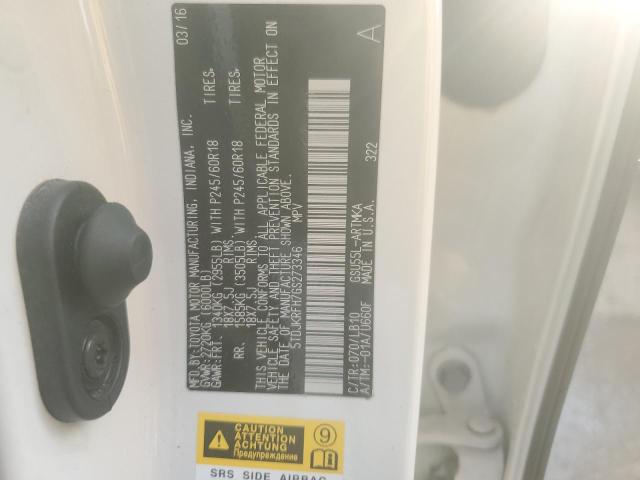 MFD.BY:TOYOTA MOTOR MANUFACTURING, INDIANA, INC. 03/16
GVWR:2720KG (6000LB)
GAWR:FRT. 1340KG (2955LB) WITH P245/60R18 TIRES,
18X7.5J RIMS
RR. 1585KG (3505LB) WITH P245/60R18 TIRES,
18X7.5J RIMS
THIS VEHICLE CONFORMS TO ALL APPLICABLE FEDERAL MOTOR
VEHICLE SAFETY AND THEFT PREVENTION STANDARDS IN EFFECT ON
THE DATE OF MANUFACTURE SHOWN ABOVE.
5TDJKRFH7GS273346 MPV
A
322
C/TR:070/LB10 GSU55L-ARTMKA
A/TM:-01A/U660F MADE IN U.S.A.
CAUTION
ATTENTION
ACHTUNG
Предупреждение
9
SRS SIDE AIRBAG